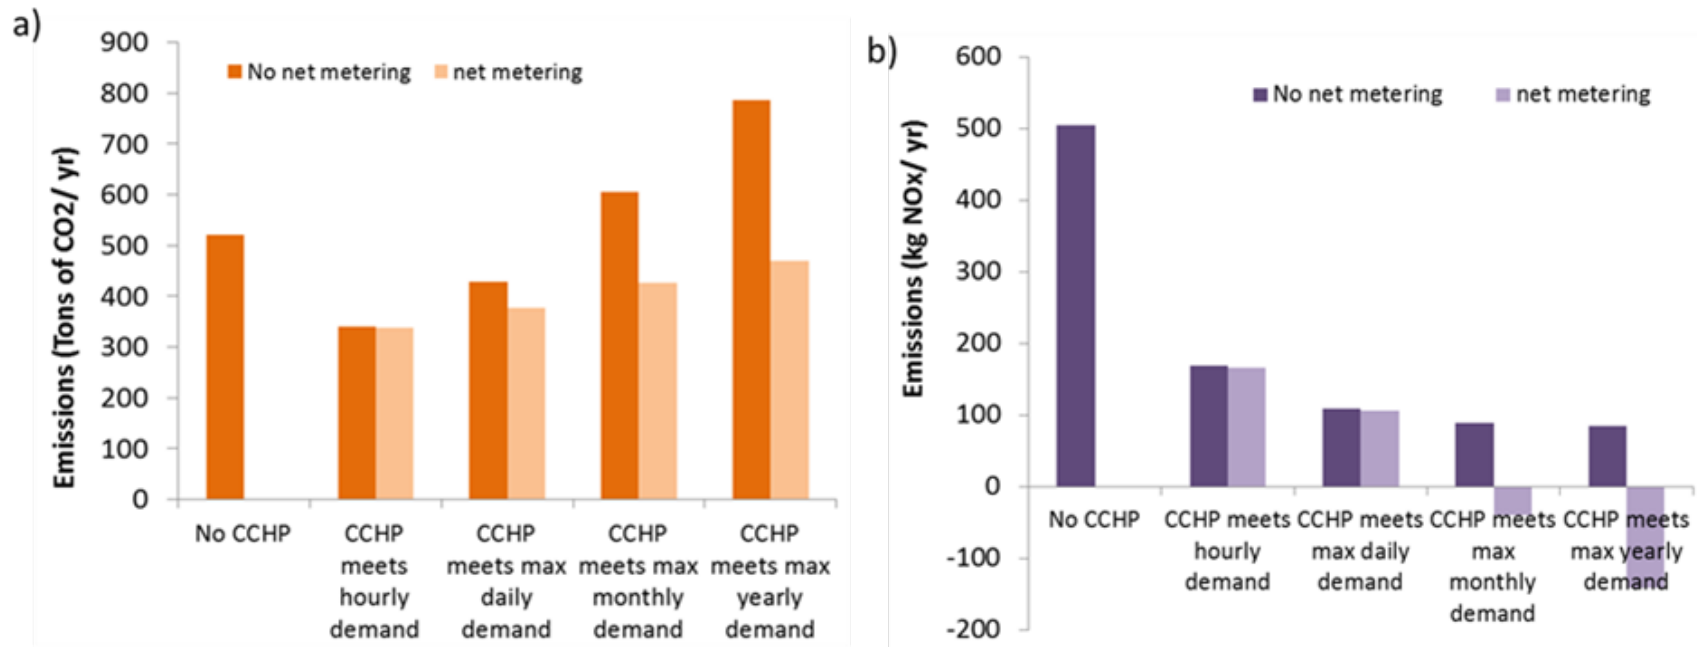 a)
Emissions (Tons of CO2/ yr)
900
800
700
600
500
400
300
200
100
0
No net metering
net metering
No CCHP
CCHP
meets
hourly
demand
CCHP
meets max
daily
demand
CCHP
meets max
monthly
demand
CCHP
meets max
yearly
demand
b)
Emissions (kg NOx/ yr)
600
500
400
300
200
100
0
-100
-200
No net metering
net metering
No CCHP
CCHP meets
hourly
demand
CCHP meets
max daily
demand
CCHP meets
max
monthly
demand
CCHP meets
max yearly
demand